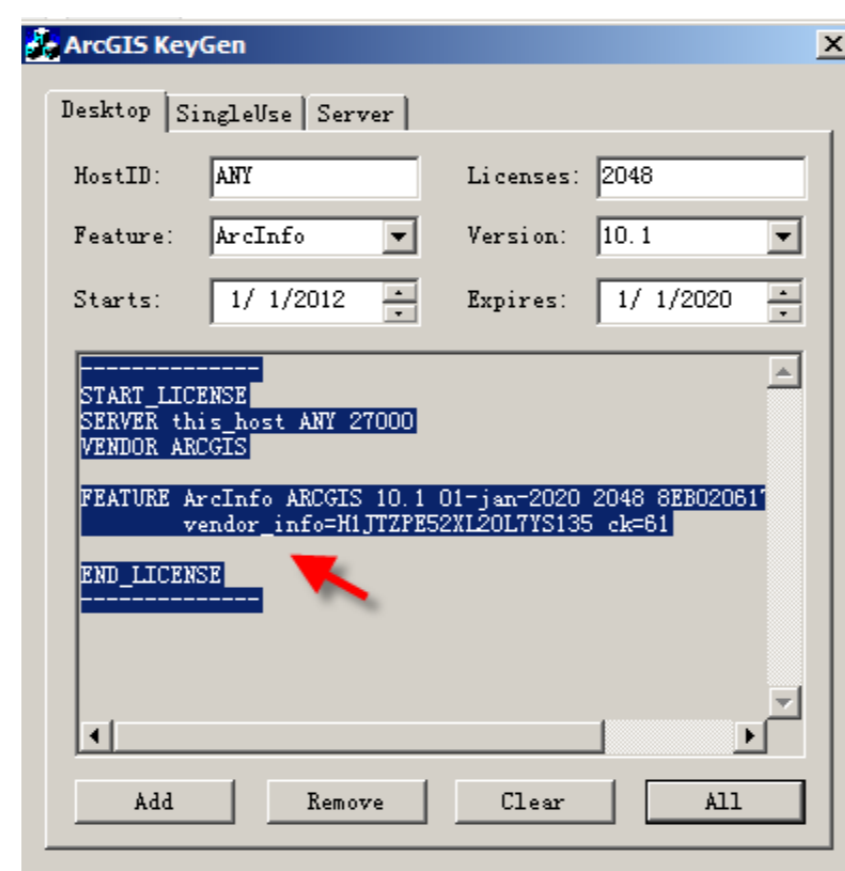 ArcGIS KeyGen
Desktop SingleUse Server
HostID: ANY Licenses: 2048
Feature: ArcInfo Version: 10.1
Starts: 1/ 1/2012 Expires: 1/ 1/2020
--------------
START_LICENSE
SERVER this_host ANY 27000
VENDOR ARCGIS
FEATURE ArcInfo ARCGIS 10.1 01-jan-2020 2048 8EB020617
vendor_info=H1JTZPE52XL20L7YS135 ck=61
END_LICENSE
--------------
Add Remove Clear All